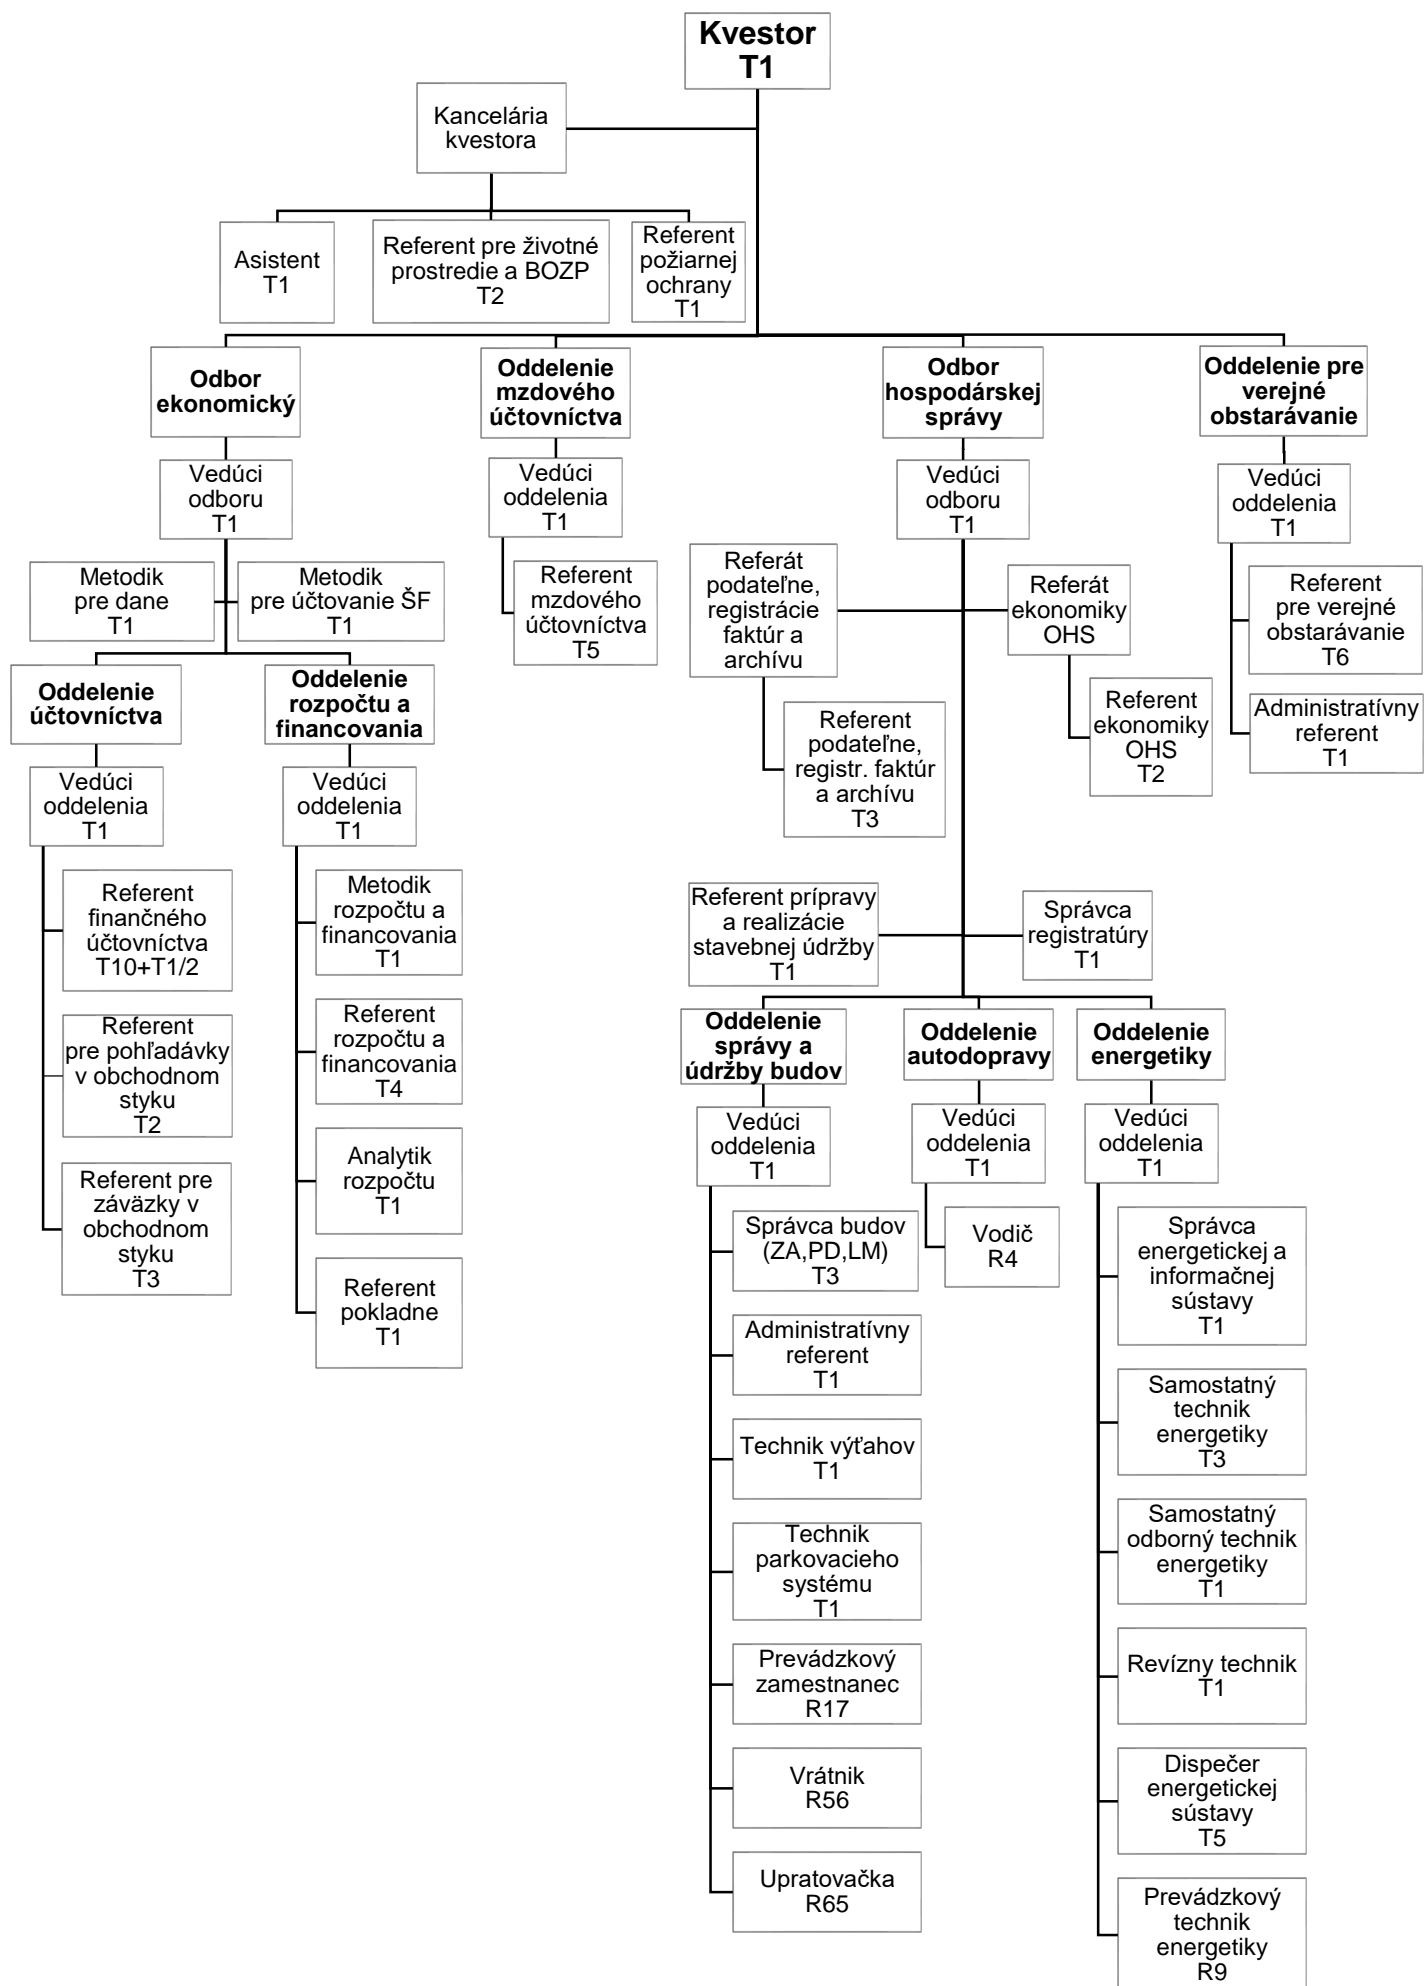 Kvestor
T1
Kancelária
kvestora
Asistent
T1
Referent pre životné
prostredie a BOZP
T2
Referent
požiarnej
ochrany
T1
Odbor
ekonomický
Oddelenie
mzdového
účtovníctva
Odbor
hospodárskej
správy
Oddelenie pre
verejné
obstarávanie
Vedúci
odboru
T1
Vedúci
oddelenia
T1
Vedúci
odboru
T1
Vedúci
oddelenia
T1
Metodik
pre dane
T1
Metodik
pre účtovanie ŠF
T1
Referent
mzdového
účtovníctva
T5
Referát
podateľne,
registrácie
faktúr a
archívu
Referát
ekonomiky
OHS
Referent
pre verejné
obstarávanie
T6
Oddelenie
účtovníctva
Oddelenie
rozpočtu a
financovania
Referent
podateľne,
registr. faktúr
a archívu
T3
Referent
ekonomiky
OHS
T2
Administratívny
referent
T1
Vedúci
oddelenia
T1
Vedúci
oddelenia
T1
Referent
finančného
účtovníctva
T10+T1/2
Metodik
rozpočtu a
financovania
T1
Referent prípravy
a realizácie
stavebnej údržby
T1
Správca
registratúry
T1
Referent
pre pohľadávky
v obchodnom
styku
T2
Referent
rozpočtu a
financovania
T4
Oddelenie
správy a
údržby budov
Oddelenie
autodopravy
Oddelenie
energetiky
Referent pre
záväzky v
obchodnom
styku
T3
Analytik
rozpočtu
T1
Vedúci
oddelenia
T1
Vedúci
oddelenia
T1
Vedúci
oddelenia
T1
Referent
pokladne
T1
Správca budov
(ZA,PD,LM)
T3
Vodič
R4
Správca
energetickej a
informačnej
sústavy
T1
Administratívny
referent
T1
Samostatný
technik
energetiky
T3
Technik výťahov
T1
Samostatný
odborný technik
energetiky
T1
Technik
parkovacieho
systému
T1
Revízny technik
T1
Prevádzkový
zamestnanec
R17
Dispečer
energetickej
sústavy
T5
Vrátnik
R56
Prevádzkový
technik
energetiky
R9
Upratovačka
R65